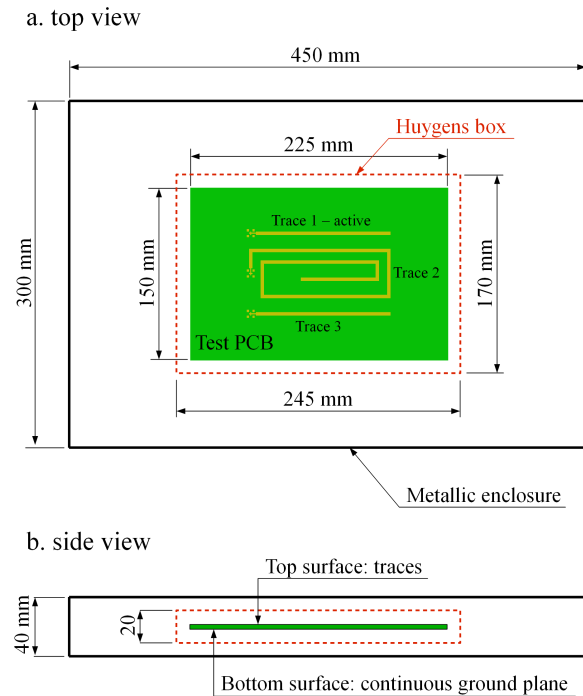 a. top view
450 mm
Huygens box
225 mm
Trace 1 – active
Trace 2
Trace 3
Test PCB
300 mm
150 mm
170 mm
245 mm
Metallic enclosure
b. side view
Top surface: traces
40 mm
20
Bottom surface: continuous ground plane